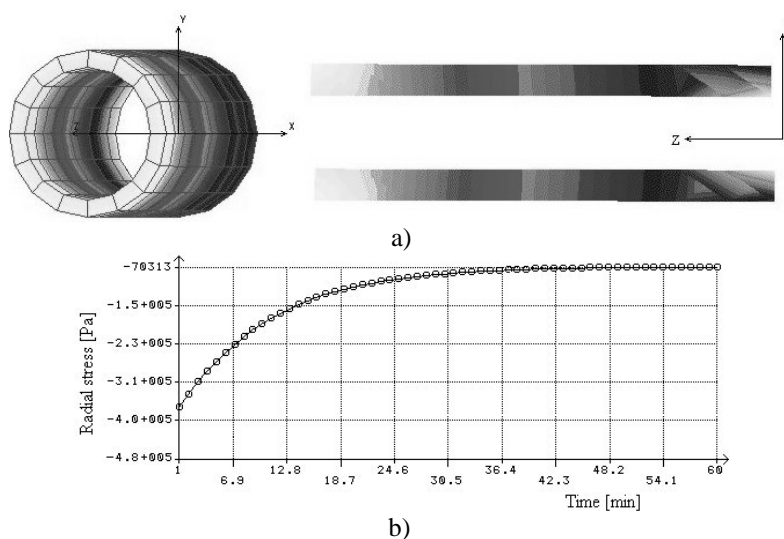 Y
Z
X
Z
a)
-70313
-1.5+005
-2.3+005
-3.1+005
-4.0+005
-4.8+005
Radial stress [Pa]
1
12.8
24.6
36.4
48.2
60
6.9
18.7
30.5
42.3
54.1
Time [min]
b)